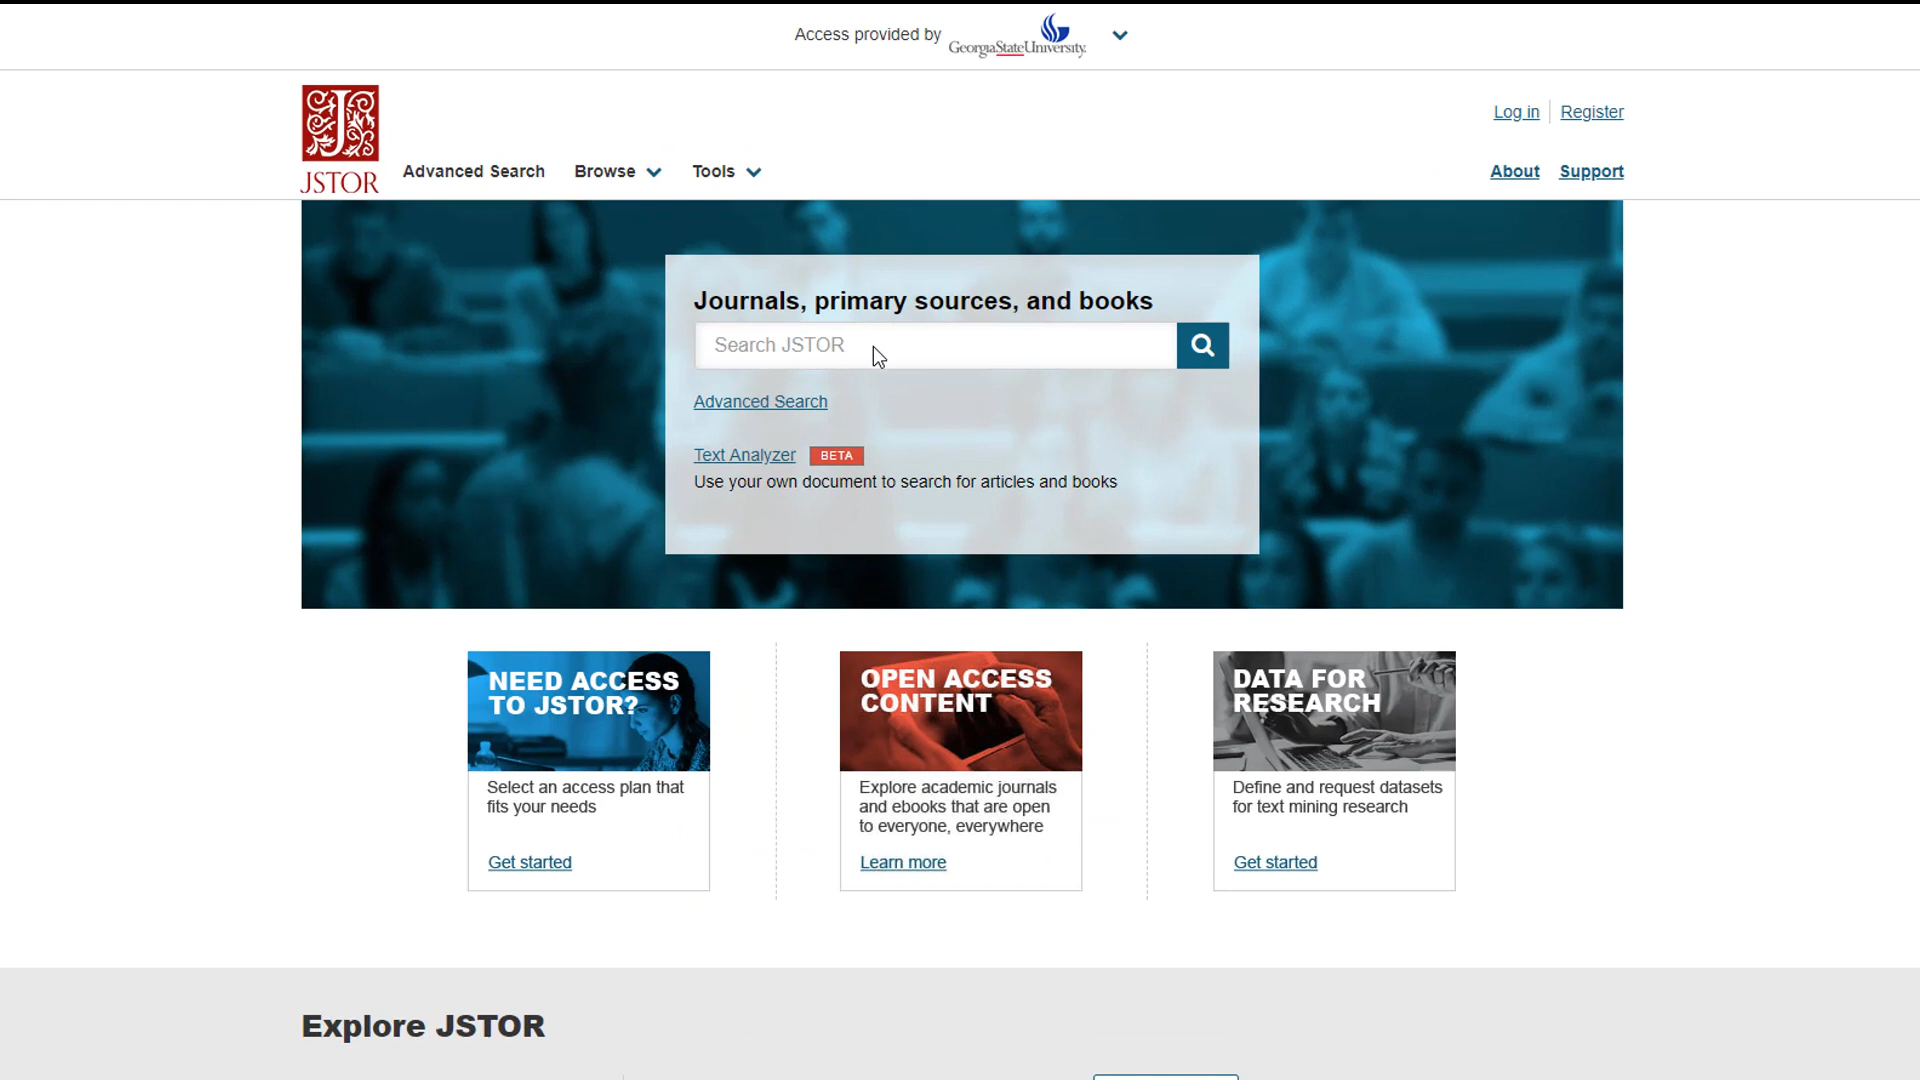 Access provided by GeorgiaStateUniversity
Log in Register
JSTOR
Advanced Search Browse Tools
About Support
Journals, primary sources, and books
Search JSTOR
Advanced Search
Text Analyzer BETA
Use your own document to search for articles and books
NEED ACCESS
TO JSTOR?
Select an access plan that
fits your needs
Get started
OPEN ACCESS
CONTENT
Explore academic journals
and ebooks that are open
to everyone, everywhere
Learn more
DATA FOR
RESEARCH
Define and request datasets
for text mining research
Get started
Explore JSTOR